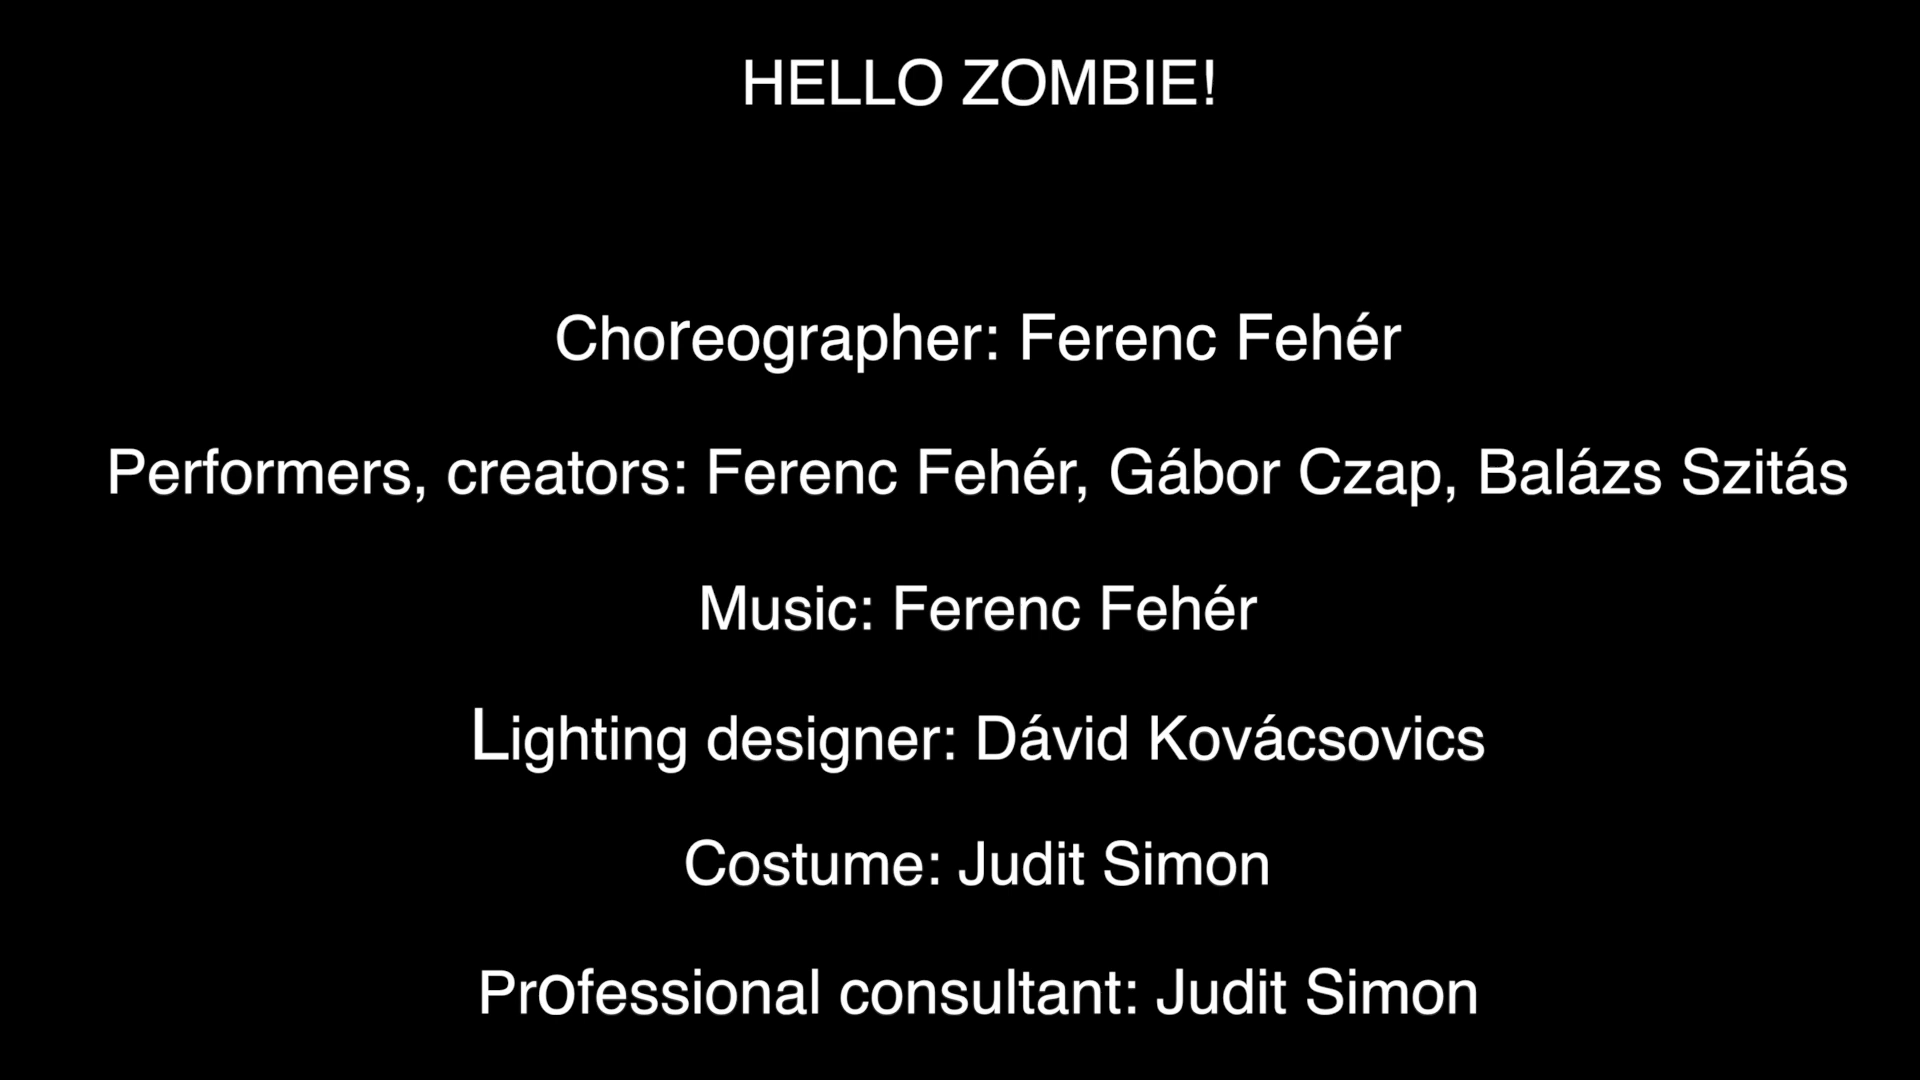 HELLO ZOMBIE!
Choreographer: Ferenc Fehér
Performers, creators: Ferenc Fehér, Gábor Czap, Balázs Szitás
Music: Ferenc Fehér
Lighting designer: Dávid Kovácsovics
Costume: Judit Simon
Professional consultant: Judit Simon